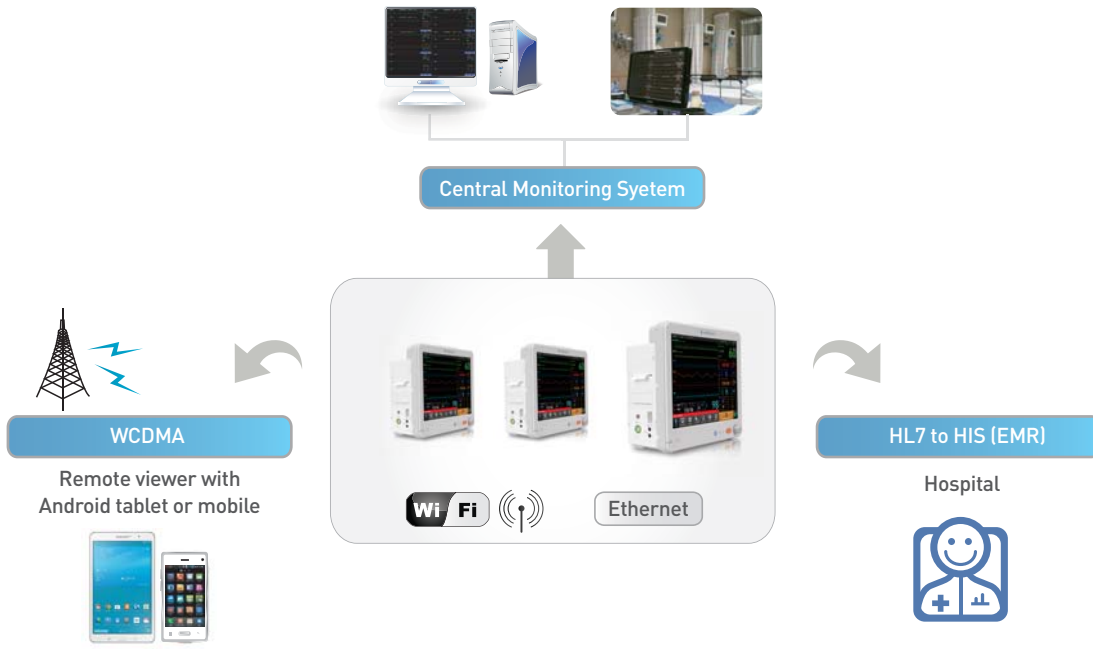 Central Monitoring Syetem
WCDMA
Remote viewer with
Android tablet or mobile
Wi Fi
Ethernet
HL7 to HIS (EMR)
Hospital